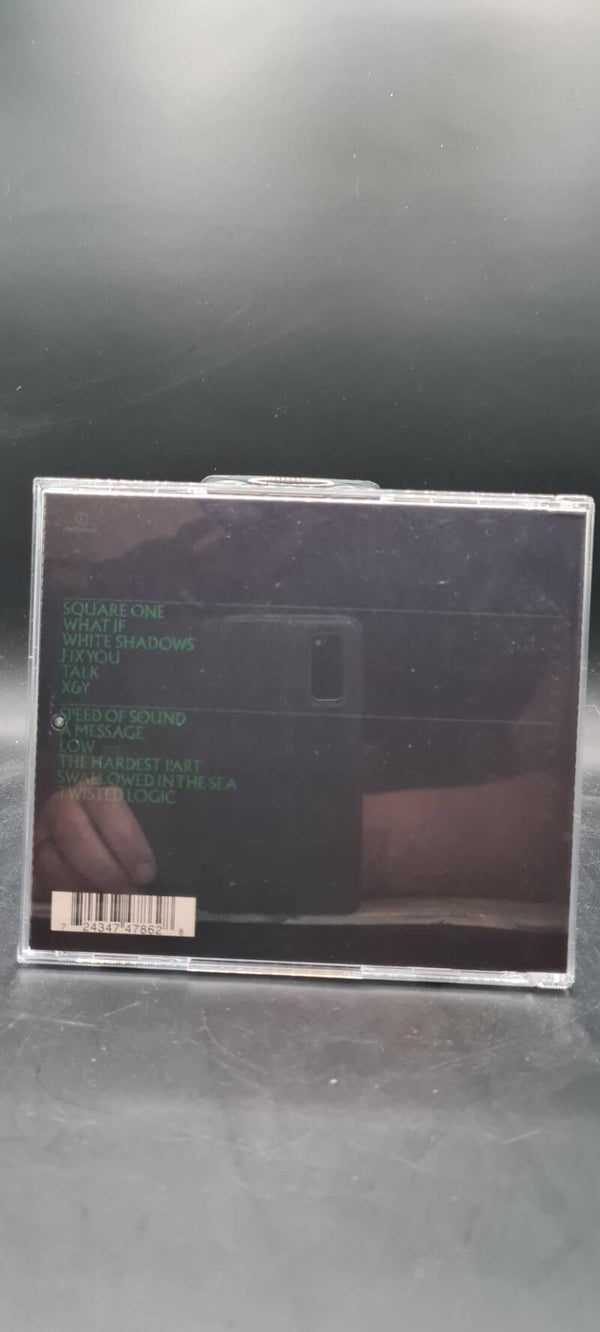 SQUARE ONE
WHAT IF
WHITE SHADOWS
FIX YOU
TALK
X&Y
SPEED OF SOUND
A MESSAGE
LOW
THE HARDEST PART
SWALLOWED IN THE SEA
TWISTED LOGIC
7 24347 47862 8